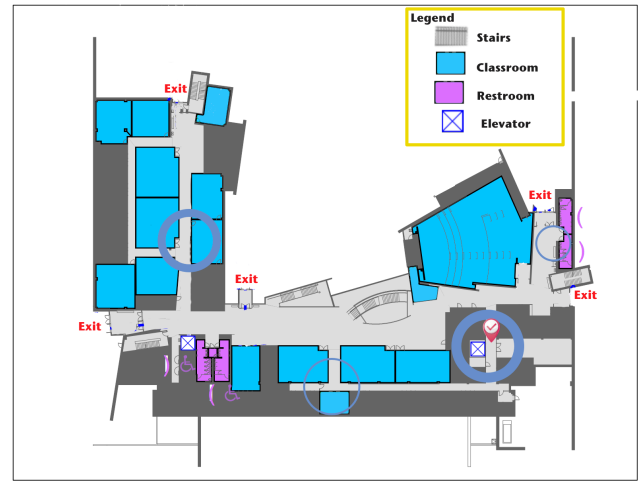 Legend
Stairs
Classroom
Restroom
Elevator
Exit
Exit
Exit
Exit
Exit